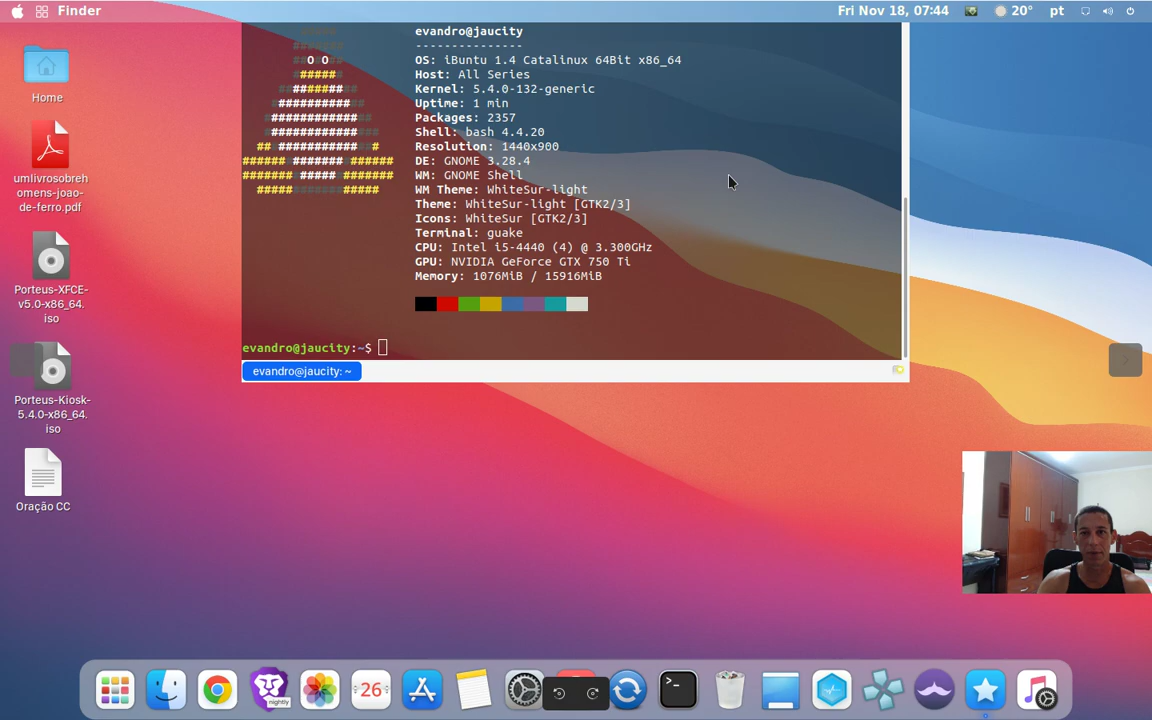 Finder
Fri Nov 18, 07:44
20°
pt
Home
umlivrosobreh
omens-joao-
de-ferro.pdf
Porteus-XFCE-
v5.0-x86_64.
iso
Porteus-Kiosk-
5.4.0-x86_64.
iso
Oração CC
evandro@jaucity
---------------
OS: iBuntu 1.4 Catalinux 64Bit x86_64
Host: All Series
Kernel: 5.4.0-132-generic
Uptime: 1 min
Packages: 2357
Shell: bash 4.4.20
Resolution: 1440x900
DE: GNOME 3.28.4
WM: GNOME Shell
WM Theme: WhiteSur-light
Theme: WhiteSur-light [GTK2/3]
Icons: WhiteSur [GTK2/3]
Terminal: guake
CPU: Intel i5-4440 (4) @ 3.300GHz
GPU: NVIDIA GeForce GTX 750 Ti
Memory: 1076MiB / 15916MiB
evandro@jaucity:~$
evandro@jaucity: ~
nightly
26
>_